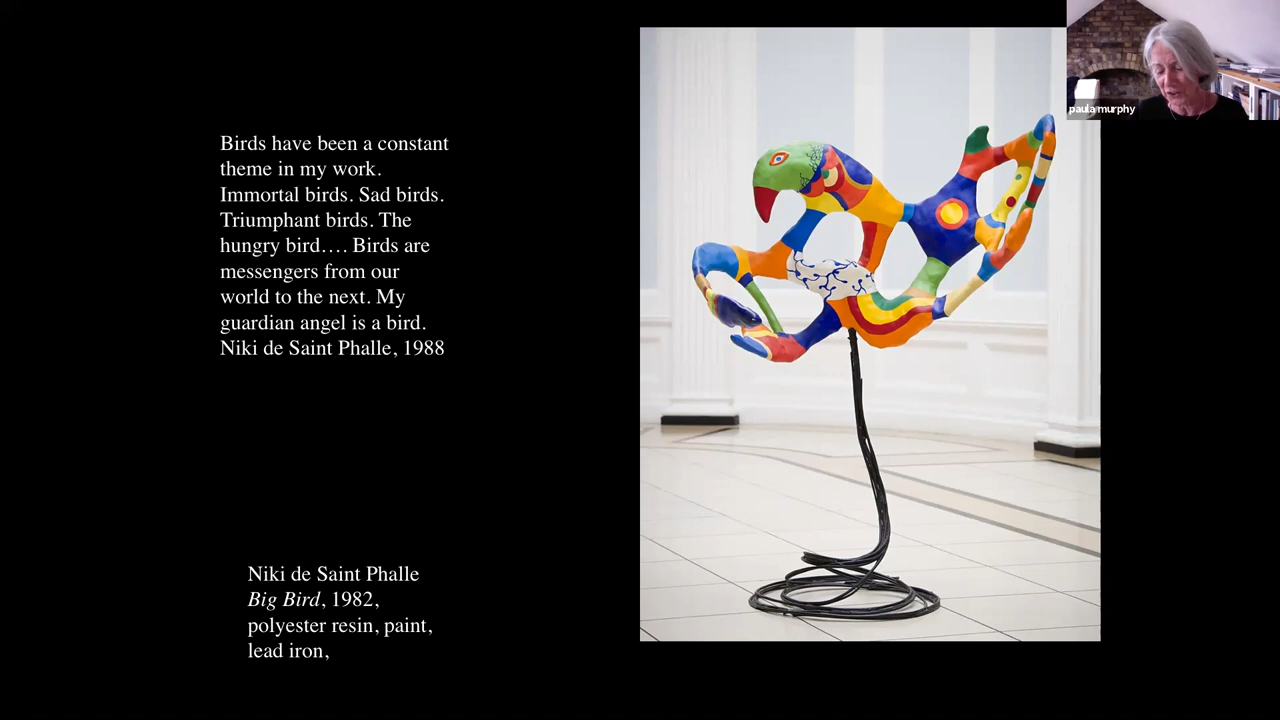 Birds have been a constant
theme in my work.
Immortal birds. Sad birds.
Triumphant birds. The
hungry bird…. Birds are
messengers from our
world to the next. My
guardian angel is a bird.
Niki de Saint Phalle, 1988
Niki de Saint Phalle
Big Bird, 1982,
polyester resin, paint,
lead iron,
paula murphy